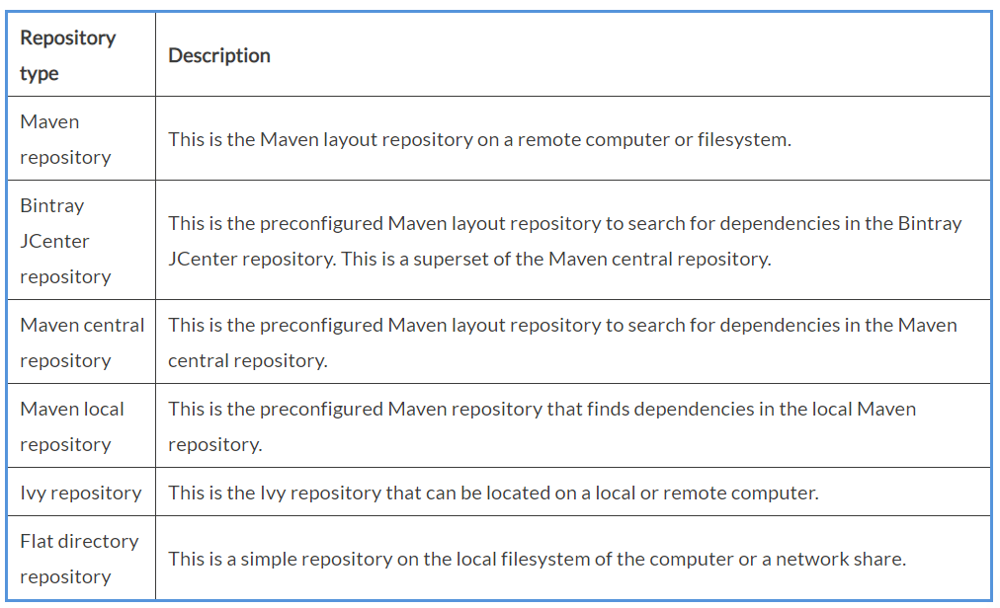 Repository
type
Description
Maven
repository
This is the Maven layout repository on a remote computer or filesystem.
Bintray
JCenter
repository
This is the preconfigured Maven layout repository to search for dependencies in the Bintray
JCenter repository. This is a superset of the Maven central repository.
Maven central
repository
This is the preconfigured Maven layout repository to search for dependencies in the Maven
central repository.
Maven local
repository
This is the preconfigured Maven repository that finds dependencies in the local Maven
repository.
Ivy repository
This is the Ivy repository that can be located on a local or remote computer.
Flat directory
repository
This is a simple repository on the local filesystem of the computer or a network share.